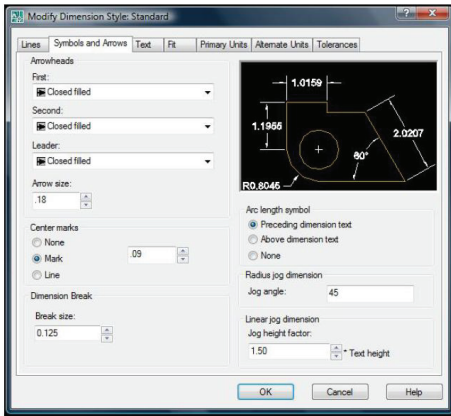 Modify Dimension Style: Standard
Lines Symbols and Arrows Text Fit Primary Units Alternate Units Tolerances
Arrowheads
First:
Closed filled
Second:
Closed filled
Leader:
Closed filled
Arrow size:
.18
Center marks
None
Mark
.09
Line
Dimension Break
Break size:
0.125
1.0159
1.1955
2.0207
60°
R0.8045
Arc length symbol
Preceding dimension text
Above dimension text
None
Radius jog dimension
Jog angle: 45
Linear jog dimension
Jog height factor:
1.50 * Text height
OK Cancel Help